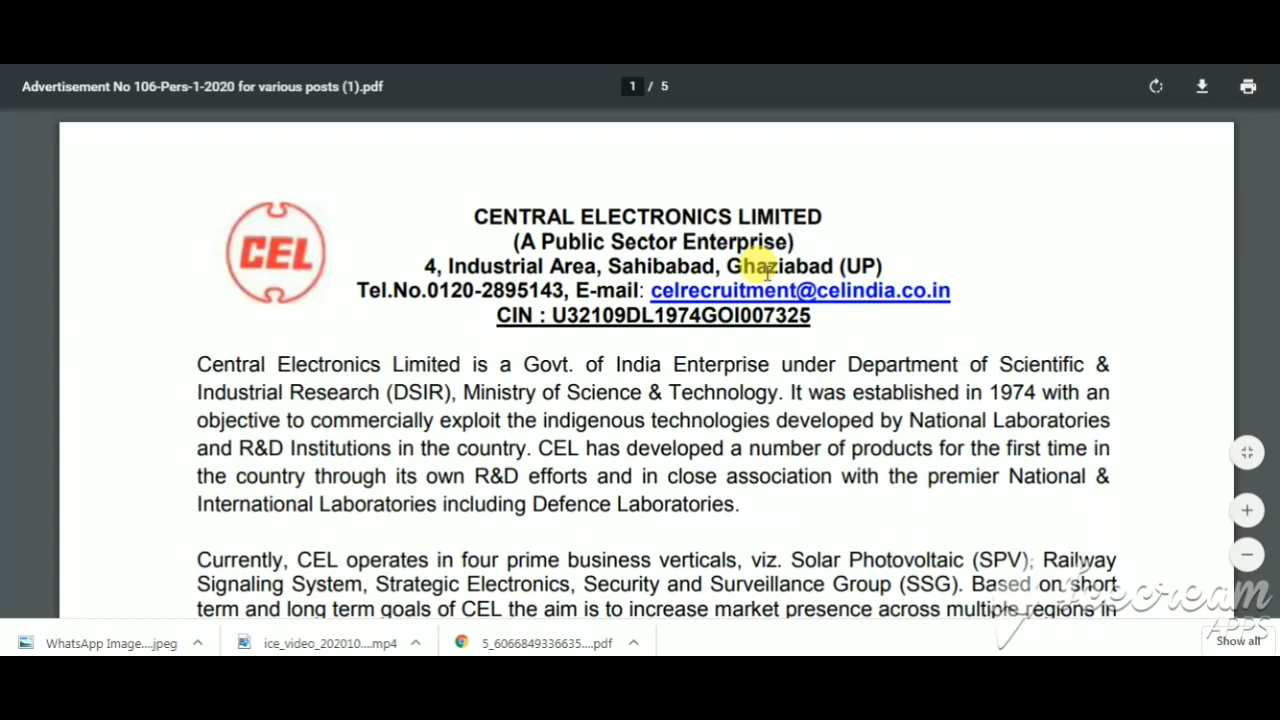 Advertisement No 106-Pers-1-2020 for various posts (1).pdf
1 / 5
CEL
CENTRAL ELECTRONICS LIMITED
(A Public Sector Enterprise)
4, Industrial Area, Sahibabad, Ghaziabad (UP)
Tel.No.0120-2895143, E-mail: celrecruitment@celindia.co.in
CIN : U32109DL1974GOI007325
Central Electronics Limited is a Govt. of India Enterprise under Department of Scientific &
Industrial Research (DSIR), Ministry of Science & Technology. It was established in 1974 with an
objective to commercially exploit the indigenous technologies developed by National Laboratories
and R&D Institutions in the country. CEL has developed a number of products for the first time in
the country through its own R&D efforts and in close association with the premier National &
International Laboratories including Defence Laboratories.
Currently, CEL operates in four prime business verticals, viz. Solar Photovoltaic (SPV), Railway
Signaling System, Strategic Electronics, Security and Surveillance Group (SSG). Based on short
term and long term goals of CEL the aim is to increase market presence across multiple regions in
Icecream
APPS
WhatsApp Image....jpeg
ice_video_202010....mp4
5_6066849336635....pdf
Show all